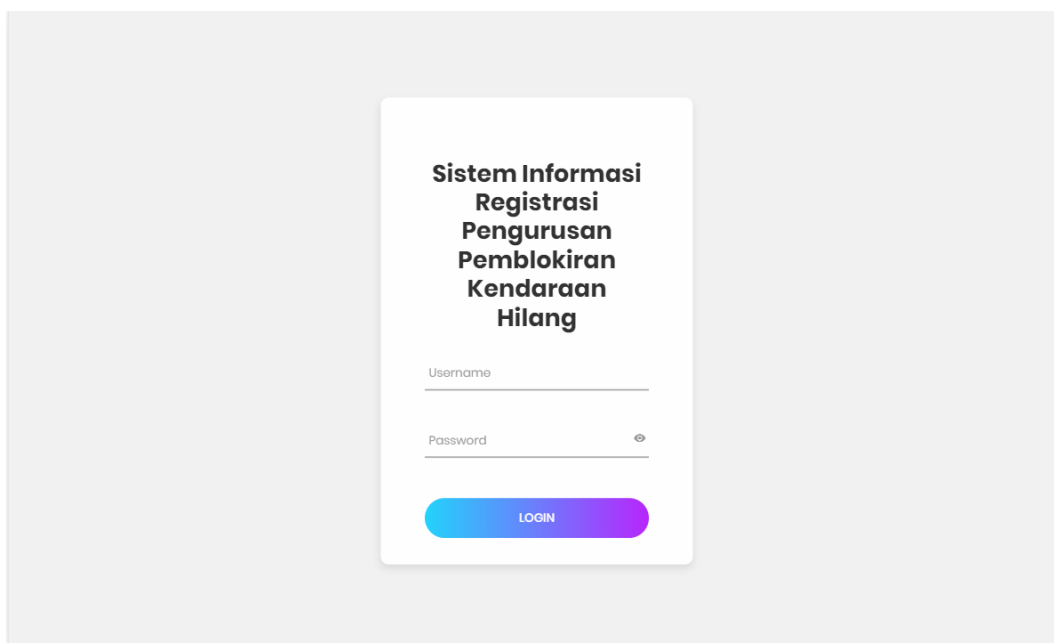 Sistem Informasi
Registrasi
Pengurusan
Pemblokiran
Kendaraan
Hilang
Username
Password
LOGIN